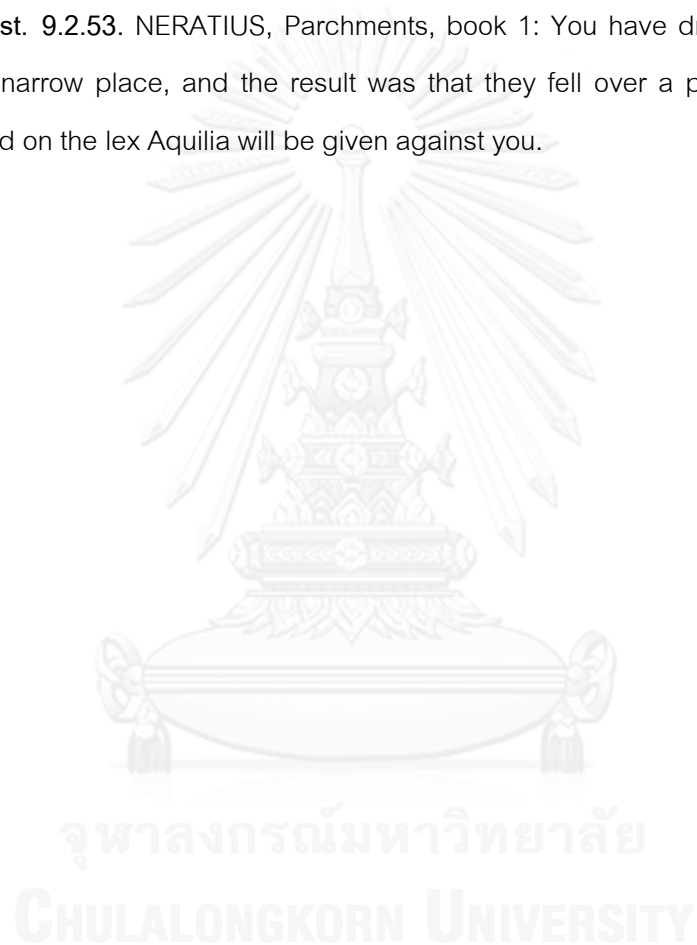 st. 9.2.53. NERATIUS, Parchments, book 1: You have d
narrow place, and the result was that they fell over a p
d on the lex Aquilia will be given against you.
จุฬาลงกรณ์มหาวิทยาลัย
CHULALONGKORN UNIVERSITY